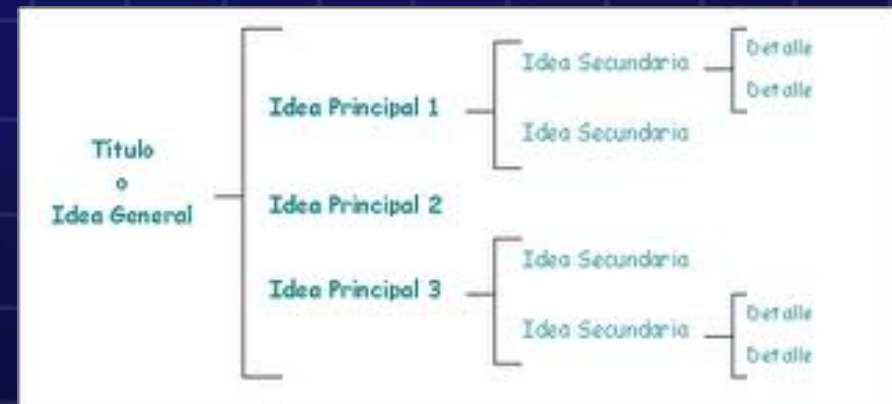 Título
o
Idea General
Idea Principal 1
Idea Secundaria
Detalle
Detalle
Idea Secundaria
Idea Principal 2
Idea Principal 3
Idea Secundaria
Idea Secundaria
Detalle
Detalle